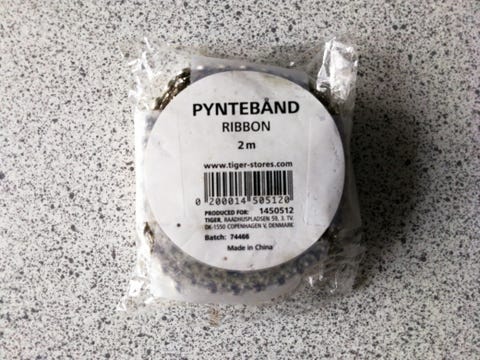 PYNTEBÅND
RIBBON
2 m
www.tiger-stores.com
0 200014 505120
PRODUCED FOR: 1450512
TIGER, RAADHUSPLADSEN 59, 3. TV.
DK-1550 COPENHAGEN V, DENMARK
Batch: 74466
Made in China